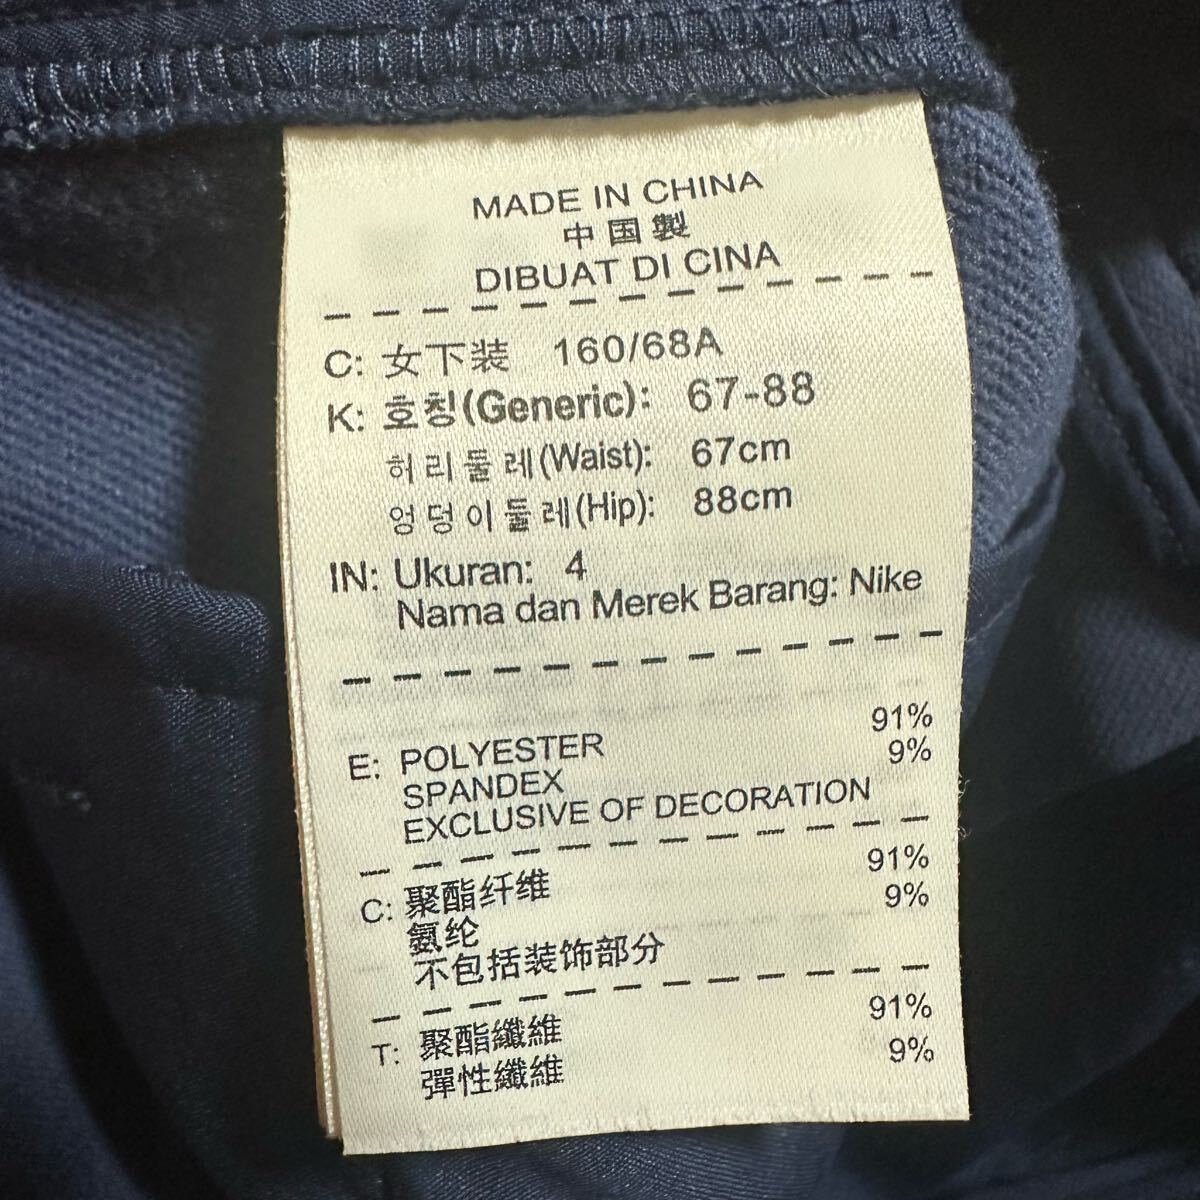 MADE IN CHINA
中国製
DIBUAT DI CINA
C: 女下装 160/68A
K: 호칭(Generic): 67-88
허리둘레(Waist): 67cm
엉덩이둘레(Hip): 88cm
IN: Ukuran: 4
Nama dan Merek Barang: Nike
E: POLYESTER 91%
SPANDEX 9%
EXCLUSIVE OF DECORATION
C: 聚酯纤维 91%
氨纶 9%
不包括装饰部分
T: 聚酯纖維 91%
彈性纖維 9%